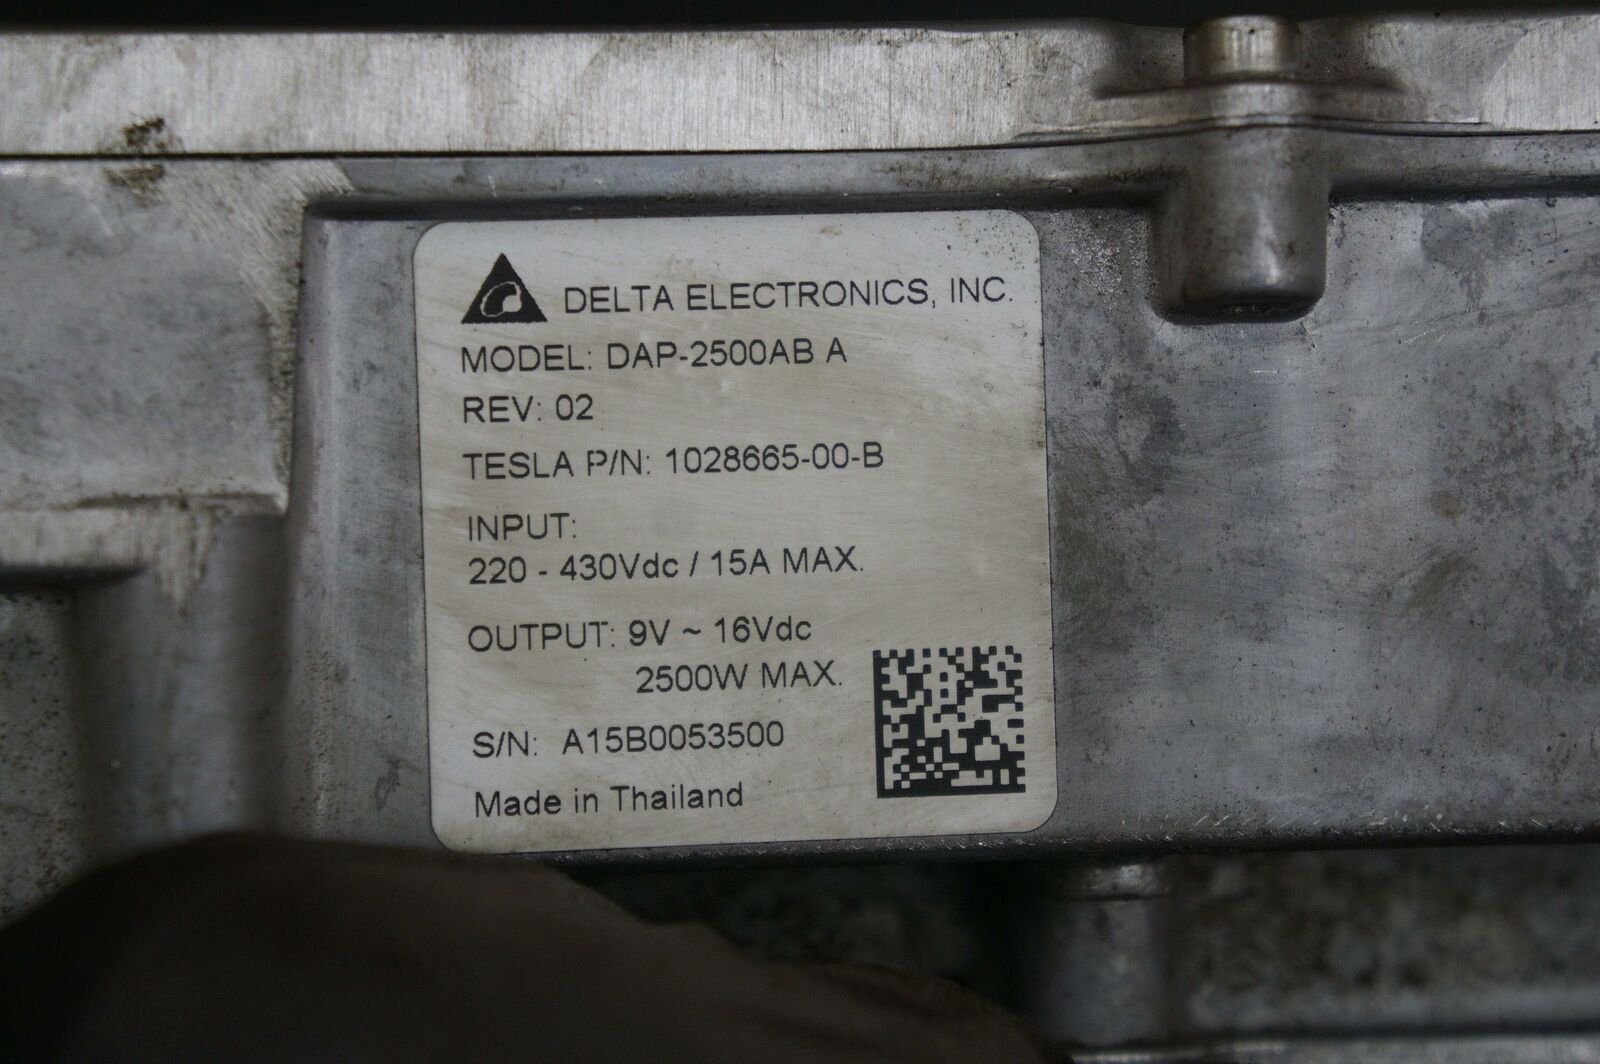 DELTA ELECTRONICS, INC.
MODEL: DAP-2500AB A
REV: 02
TESLA P/N: 1028665-00-B
INPUT:
220 - 430Vdc / 15A MAX.
OUTPUT: 9V ~ 16Vdc
2500W MAX.
S/N: A15B0053500
Made in Thailand